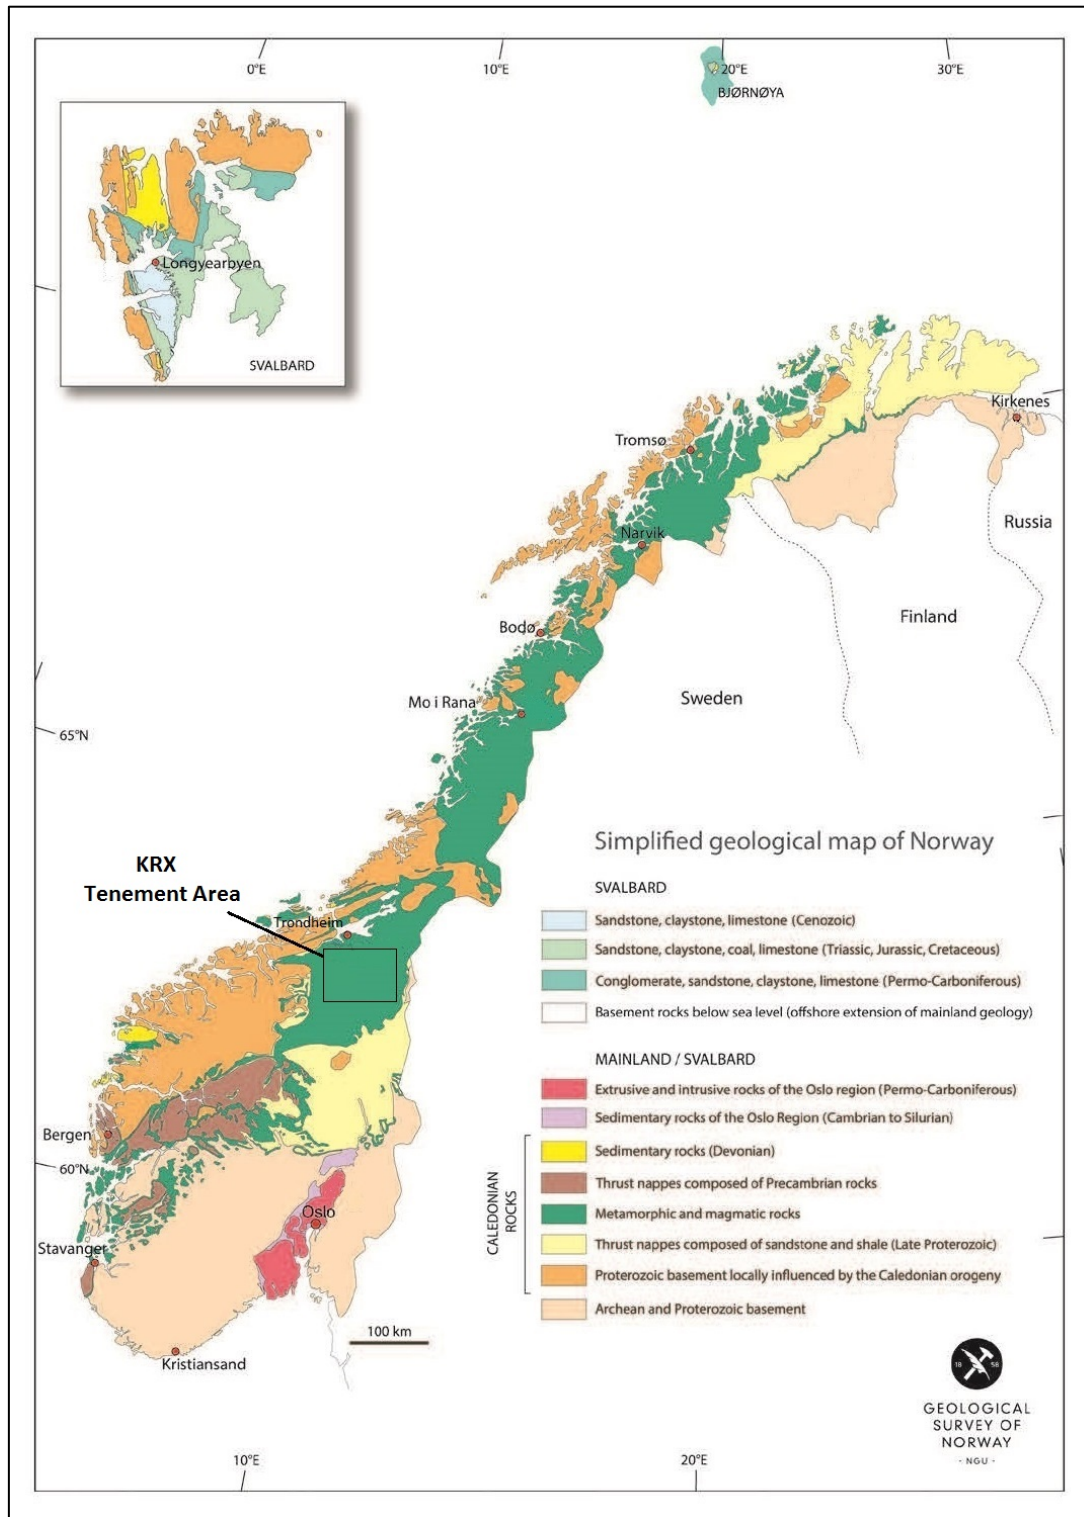 0°E
10°E
20°E
30°E
BJØRNØYA
Longyearbyen
SVALBARD
Kirkenes
Tromsø
Russia
Narvik
Finland
Bodø
Sweden
Mo i Rana
65°N
KRX
Tenement Area
Trondheim
Bergen
60°N
Oslo
Stavanger
100 km
Kristiansand
Simplified geological map of Norway
SVALBARD
Sandstone, claystone, limestone (Cenozoic)
Sandstone, claystone, coal, limestone (Triassic, Jurassic, Cretaceous)
Conglomerate, sandstone, claystone, limestone (Permo-Carboniferous)
Basement rocks below sea level (offshore extension of mainland geology)
MAINLAND / SVALBARD
Extrusive and intrusive rocks of the Oslo region (Permo-Carboniferous)
Sedimentary rocks of the Oslo Region (Cambrian to Silurian)
CALEDONIAN
ROCKS
Sedimentary rocks (Devonian)
Thrust nappes composed of Precambrian rocks
Metamorphic and magmatic rocks
Thrust nappes composed of sandstone and shale (Late Proterozoic)
Proterozoic basement locally influenced by the Caledonian orogeny
Archean and Proterozoic basement
18 58
GEOLOGICAL
SURVEY OF
NORWAY
- NGU -
10°E
20°E